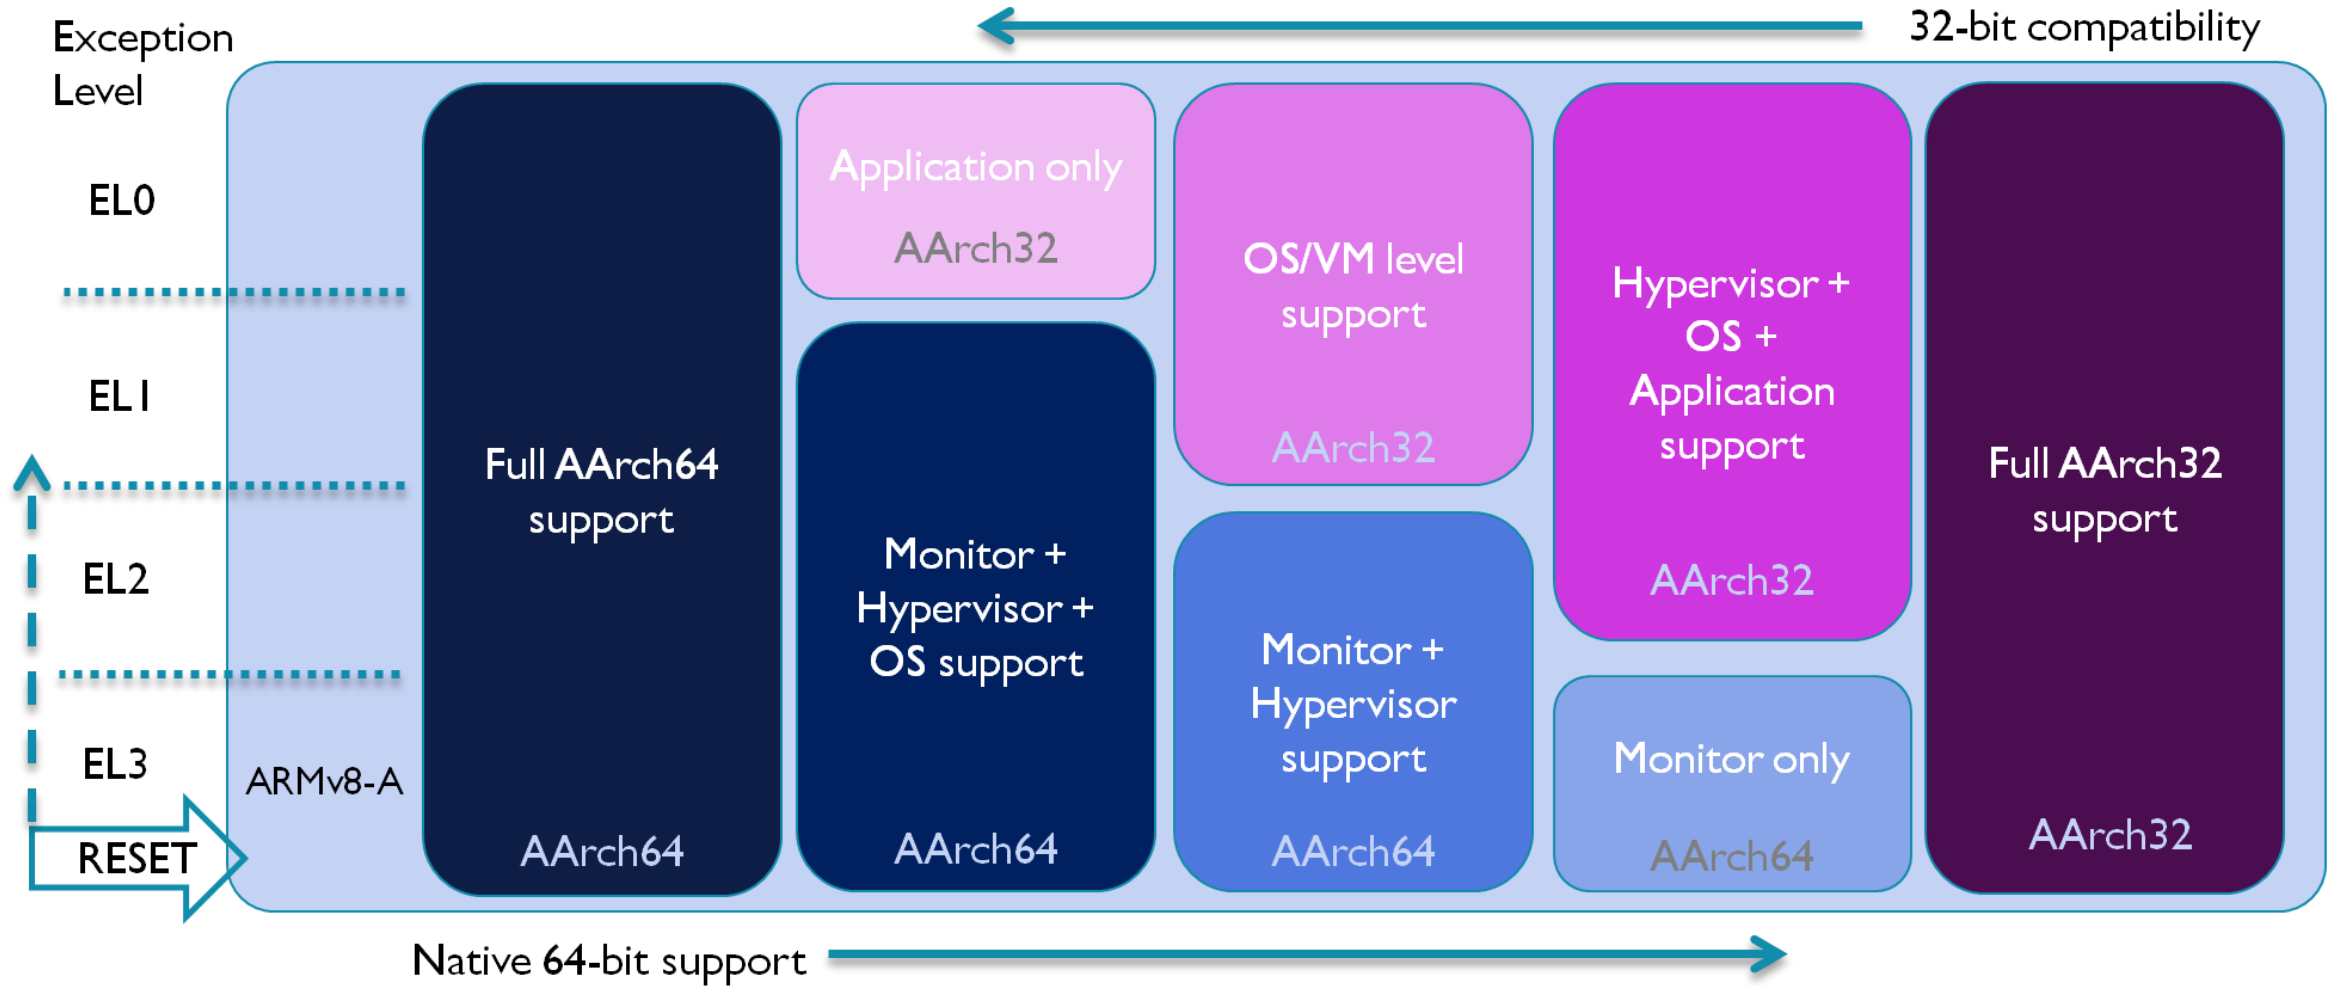 Exception
Level
32-bit compatibility
EL0
EL1
EL2
EL3
RESET
ARMv8-A
Full AArch64
support
AArch64
Application only
AArch32
Monitor +
Hypervisor +
OS support
AArch64
OS/VM level
support
AArch32
Monitor +
Hypervisor
support
AArch64
Hypervisor +
OS +
Application
support
AArch32
Monitor only
AArch64
Full AArch32
support
AArch32
Native 64-bit support